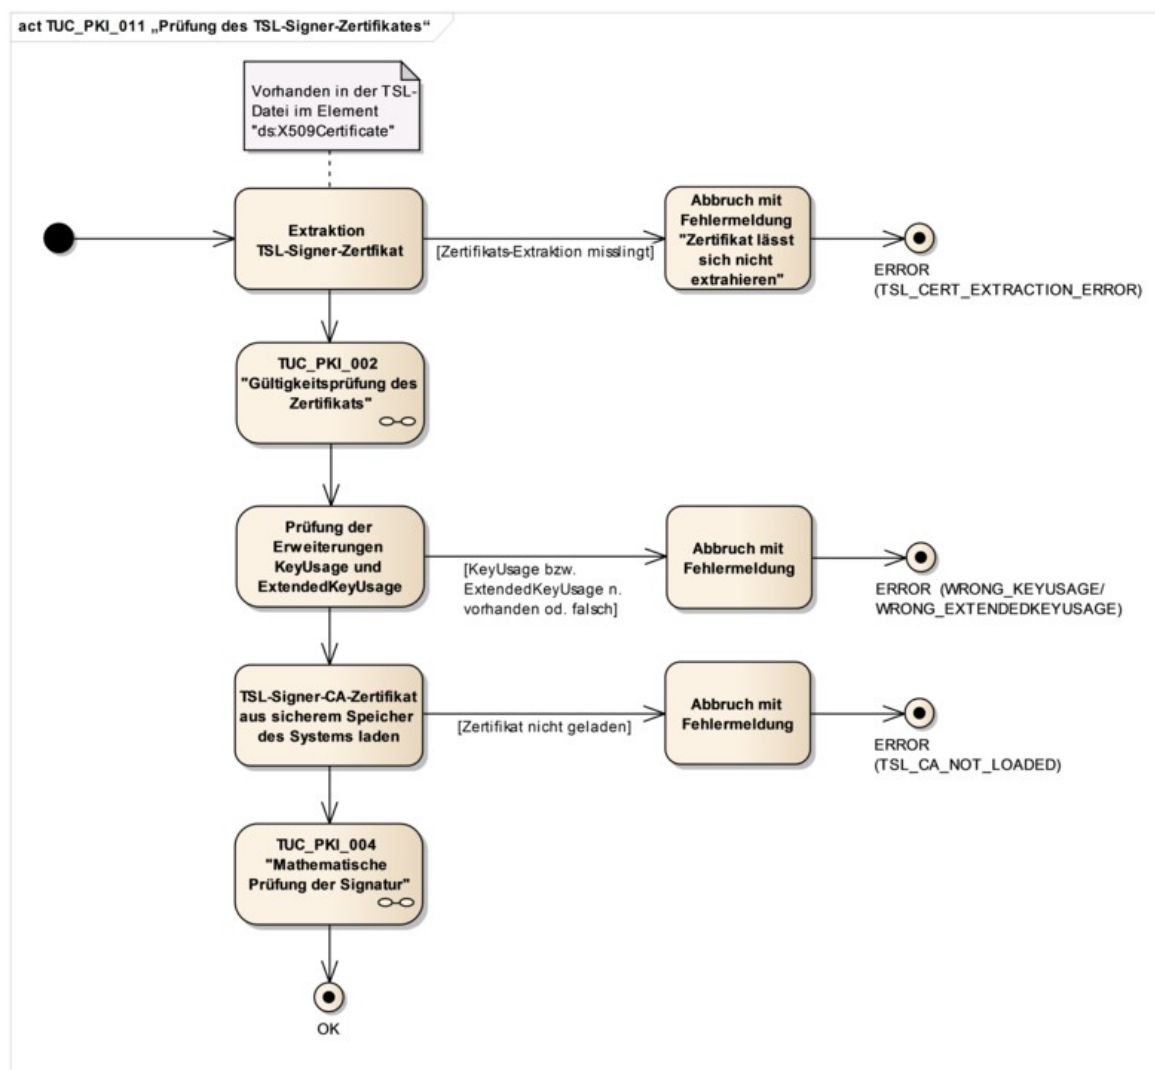 act TUC_PKI_011 „Prüfung des TSL-Signer-Zertifikates“
Vorhanden in der TSL-
Datei im Element
"ds:X509Certificate"
Extraktion
TSL-Signer-Zertfikat
[Zertifikats-Extraktion misslingt]
Abbruch mit
Fehlermeldung
"Zertifikat lässt
sich nicht
extrahieren"
ERROR
(TSL_CERT_EXTRACTION_ERROR)
TUC_PKI_002
"Gültigkeitsprüfung des
Zertifikats"
Prüfung der
Erweiterungen
KeyUsage und
ExtendedKeyUsage
[KeyUsage bzw.
ExtendedKeyUsage n.
vorhanden od. falsch]
Abbruch mit
Fehlermeldung
ERROR (WRONG_KEYUSAGE/
WRONG_EXTENDEDKEYUSAGE)
TSL-Signer-CA-Zertifikat
aus sicherem Speicher
des Systems laden
[Zertifikat nicht geladen]
Abbruch mit
Fehlermeldung
ERROR
(TSL_CA_NOT_LOADED)
TUC_PKI_004
"Mathematische
Prüfung der Signatur"
OK